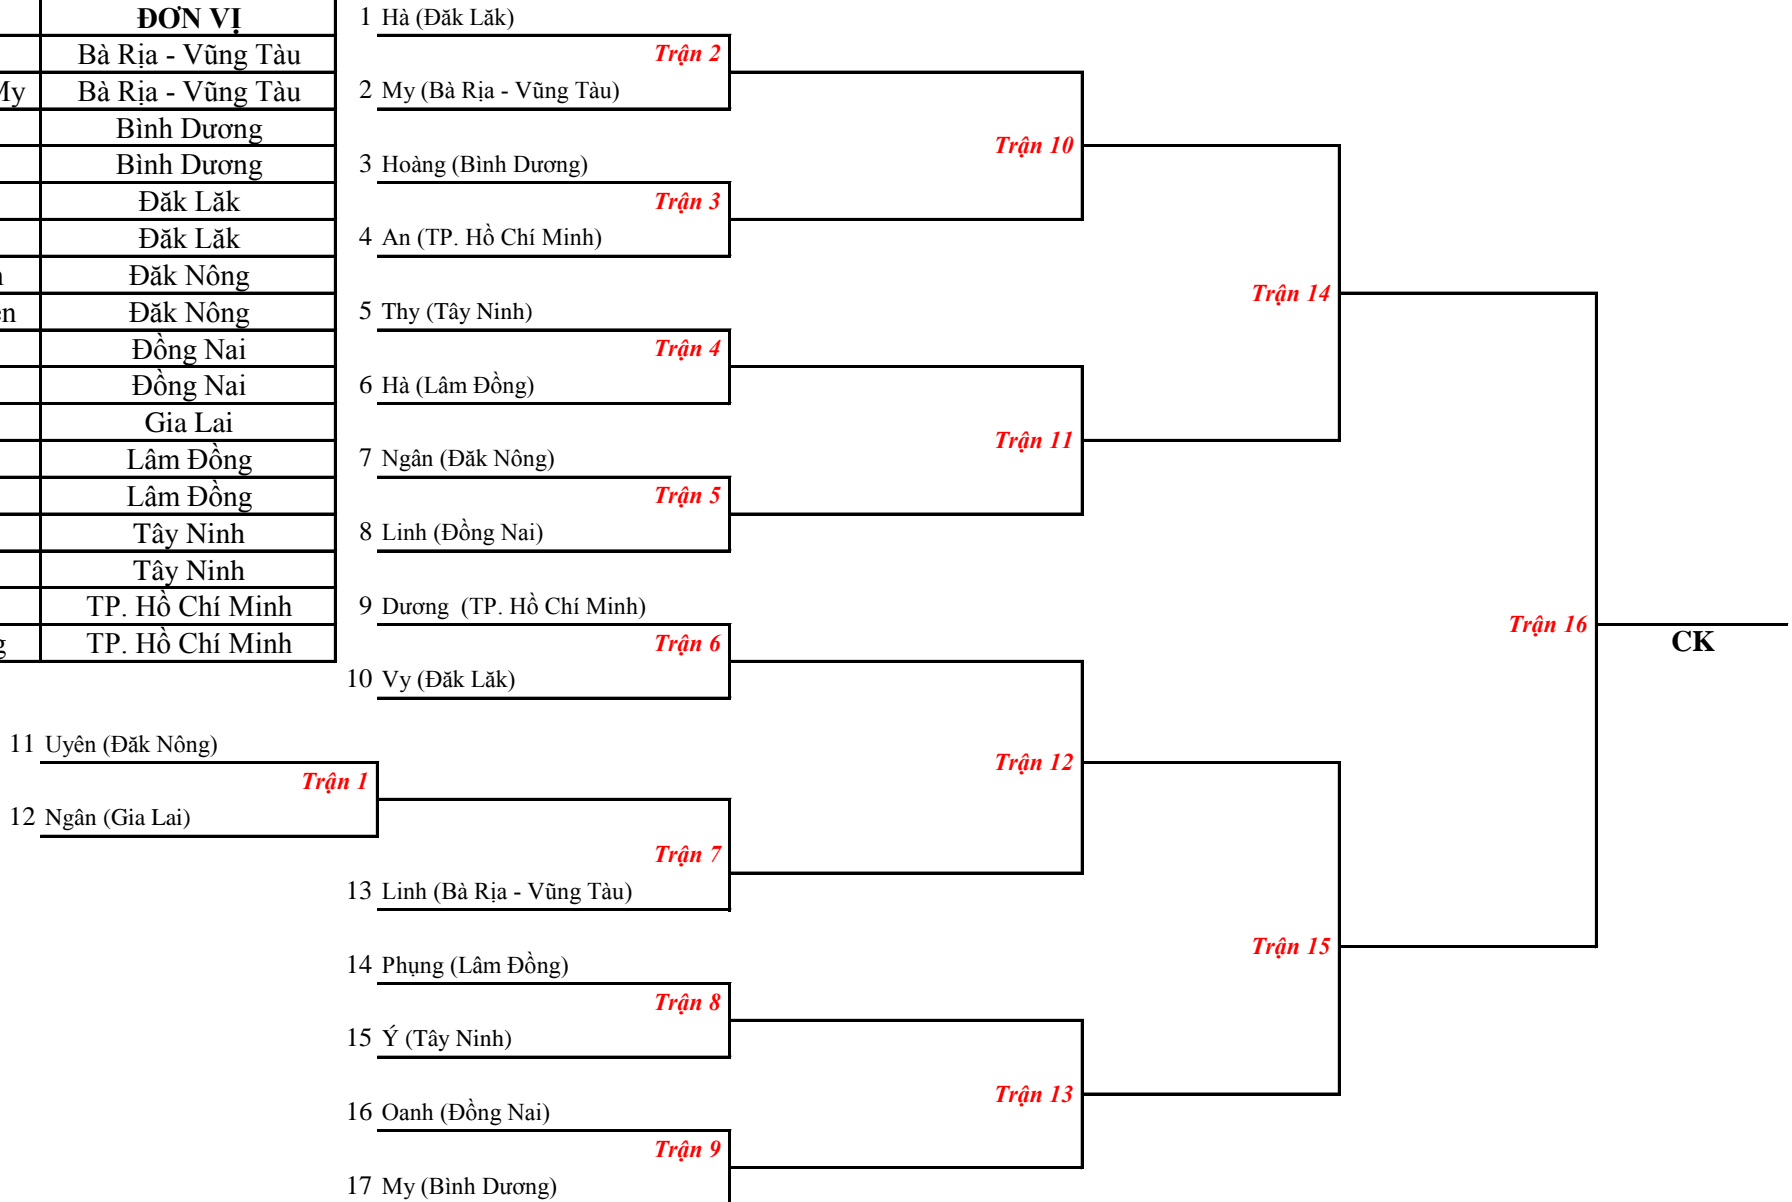 ĐƠN VỊ
Bà Rịa - Vũng Tàu
My Bà Rịa - Vũng Tàu
Bình Dương
Bình Dương
Đăk Lăk
Đăk Lăk
Đăk Nông
Đăk Nông
Đồng Nai
Đồng Nai
Gia Lai
Lâm Đồng
Lâm Đồng
Tây Ninh
Tây Ninh
TP. Hồ Chí Minh
TP. Hồ Chí Minh
1 Hà (Đăk Lăk)
Trận 2
2 My (Bà Rịa - Vũng Tàu)
Trận 10
3 Hoàng (Bình Dương)
Trận 3
4 An (TP. Hồ Chí Minh)
Trận 14
5 Thy (Tây Ninh)
Trận 4
6 Hà (Lâm Đồng)
Trận 11
7 Ngân (Đăk Nông)
Trận 5
8 Linh (Đồng Nai)
9 Dương (TP. Hồ Chí Minh)
Trận 16
CK
Trận 6
10 Vy (Đăk Lăk)
11 Uyên (Đăk Nông)
Trận 12
Trận 1
12 Ngân (Gia Lai)
Trận 7
13 Linh (Bà Rịa - Vũng Tàu)
Trận 15
14 Phụng (Lâm Đồng)
Trận 8
15 Ý (Tây Ninh)
Trận 13
16 Oanh (Đồng Nai)
Trận 9
17 My (Bình Dương)